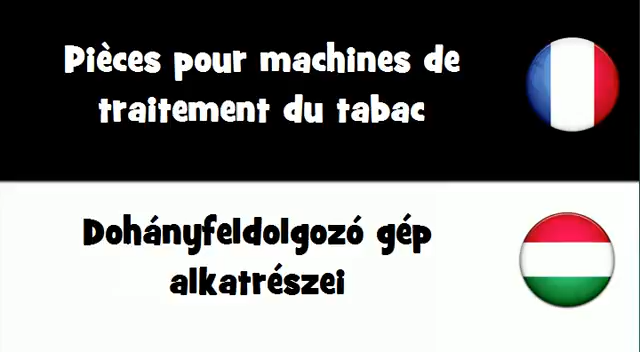 Pièces pour machines de
traitement du tabac
Dohányfeldolgozó gép
alkatrészei